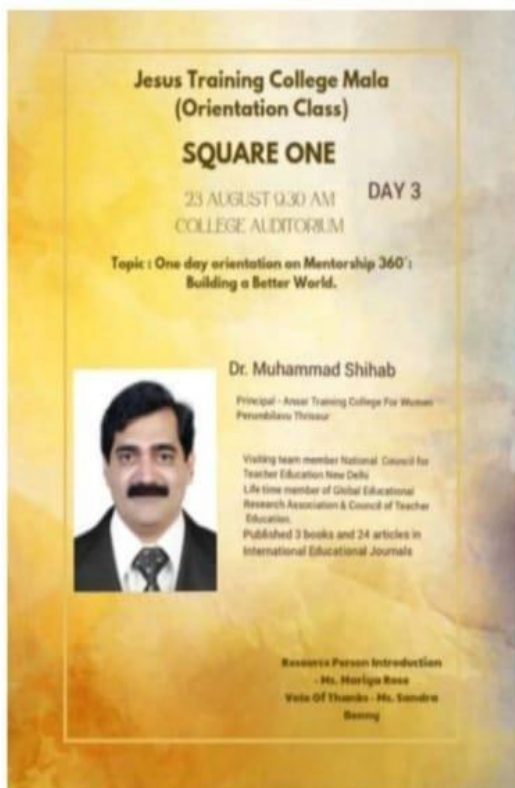 Jesus Training College Mala
(Orientation Class)
SQUARE ONE
23 AUGUST 9.30 AM
DAY 3
COLLEGE AUDITORIUM
Topic : One day orientation on Mentorship 360°:
Building a Better World.
Dr. Muhammad Shihab
Principal - Ansar Training College For Women
Perumbilavu Thrissur
Visiting team member National Council for
Teacher Education New Delhi
Life time member of Global Educational
Research Association & Council of Teacher
Education.
Published 3 books and 24 articles in
International Educational Journals
Resource Person Introduction
- Ms. Mariya Rose
Vote Of Thanks - Ms. Sandra
Benny